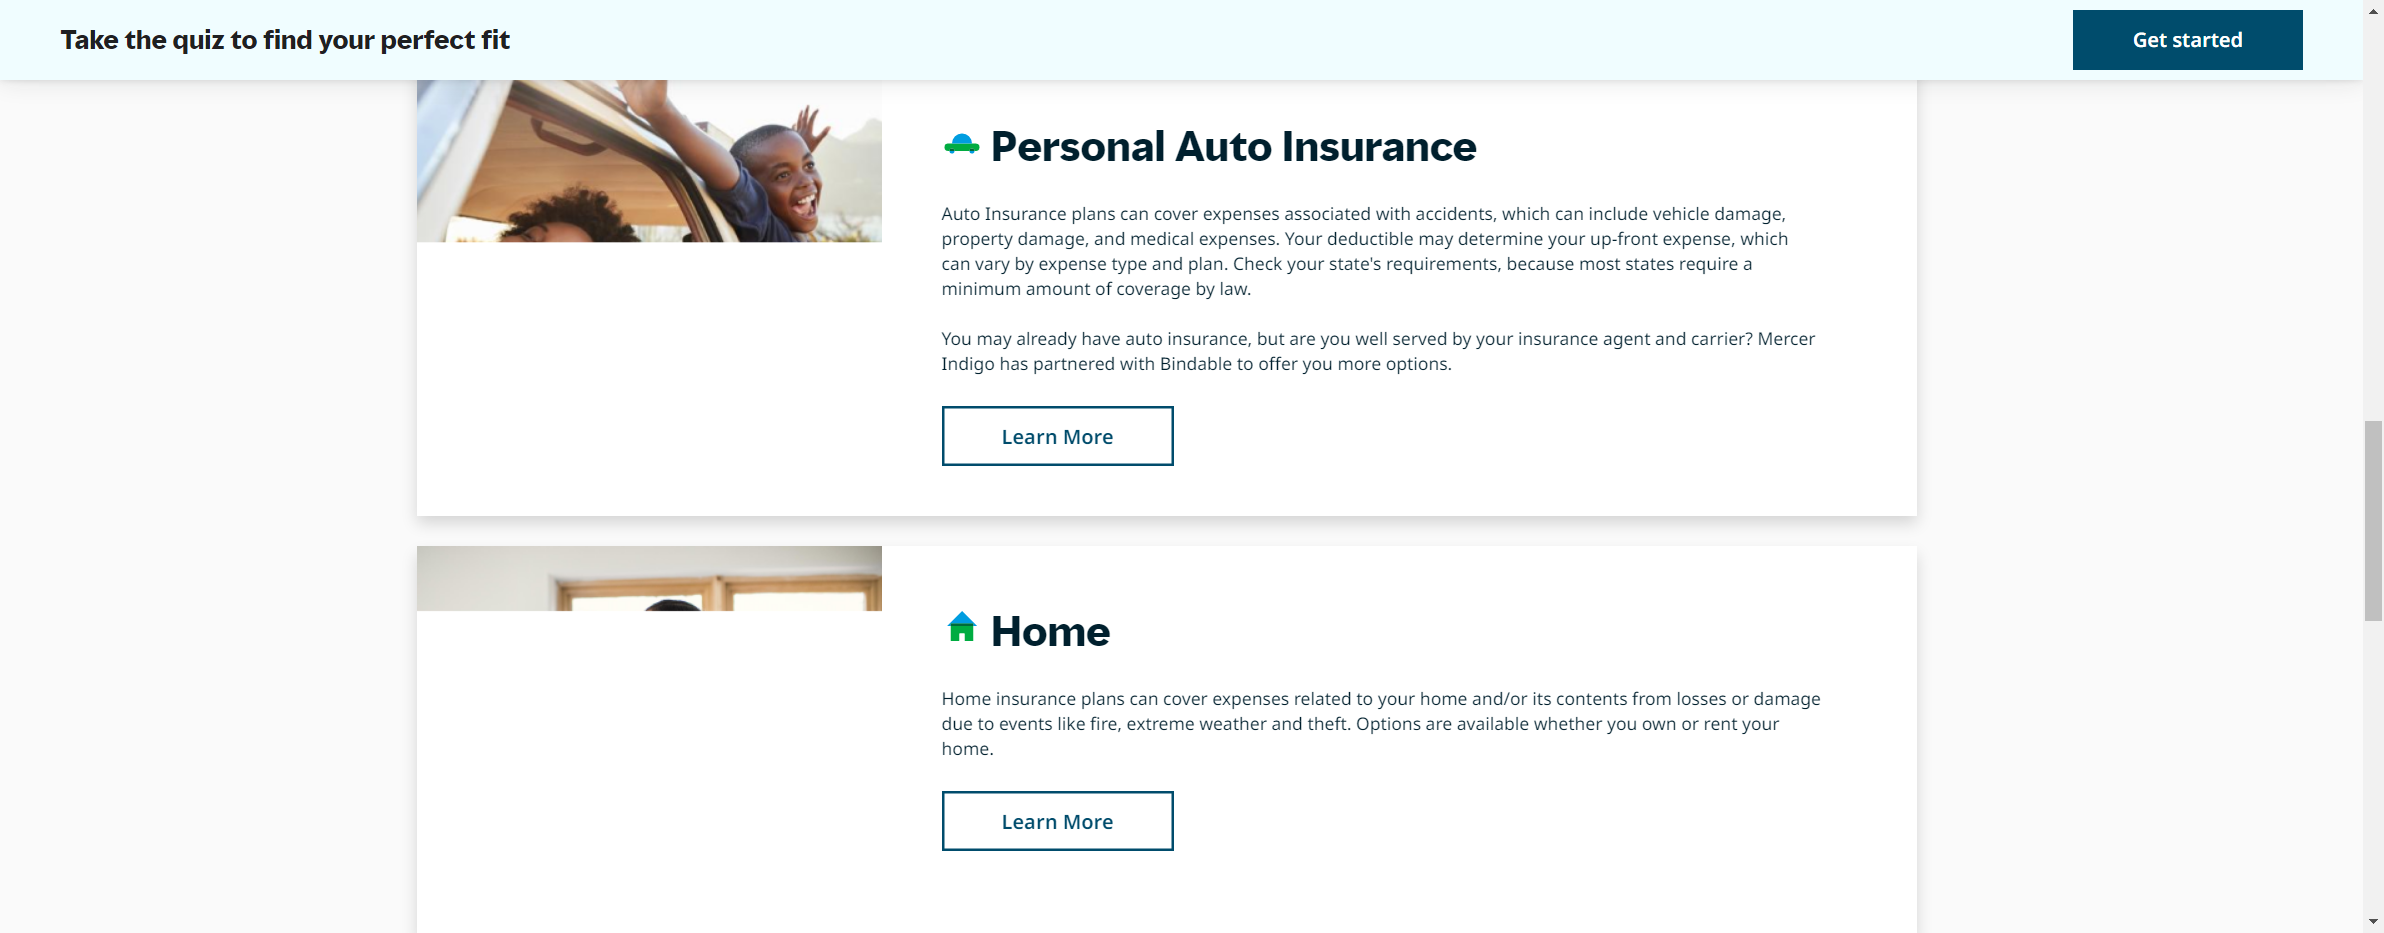 Take the quiz to find your perfect fit
Get started
Personal Auto Insurance
Auto Insurance plans can cover expenses associated with accidents, which can include vehicle damage,
property damage, and medical expenses. Your deductible may determine your up-front expense, which
can vary by expense type and plan. Check your state's requirements, because most states require a
minimum amount of coverage by law.
You may already have auto insurance, but are you well served by your insurance agent and carrier? Mercer
Indigo has partnered with Bindable to offer you more options.
Learn More
Home
Home insurance plans can cover expenses related to your home and/or its contents from losses or damage
due to events like fire, extreme weather and theft. Options are available whether you own or rent your
home.
Learn More